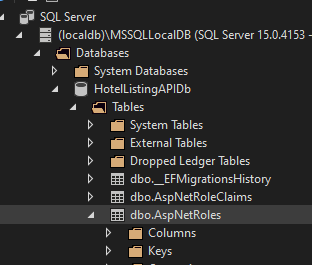 SQL Server
(localdb)\MSSQLLocalDB (SQL Server 15.0.4153 -
Databases
System Databases
HotelListingAPIDb
Tables
System Tables
External Tables
Dropped Ledger Tables
dbo.__EFMigrationsHistory
dbo.AspNetRoleClaims
dbo.AspNetRoles
Columns
Keys